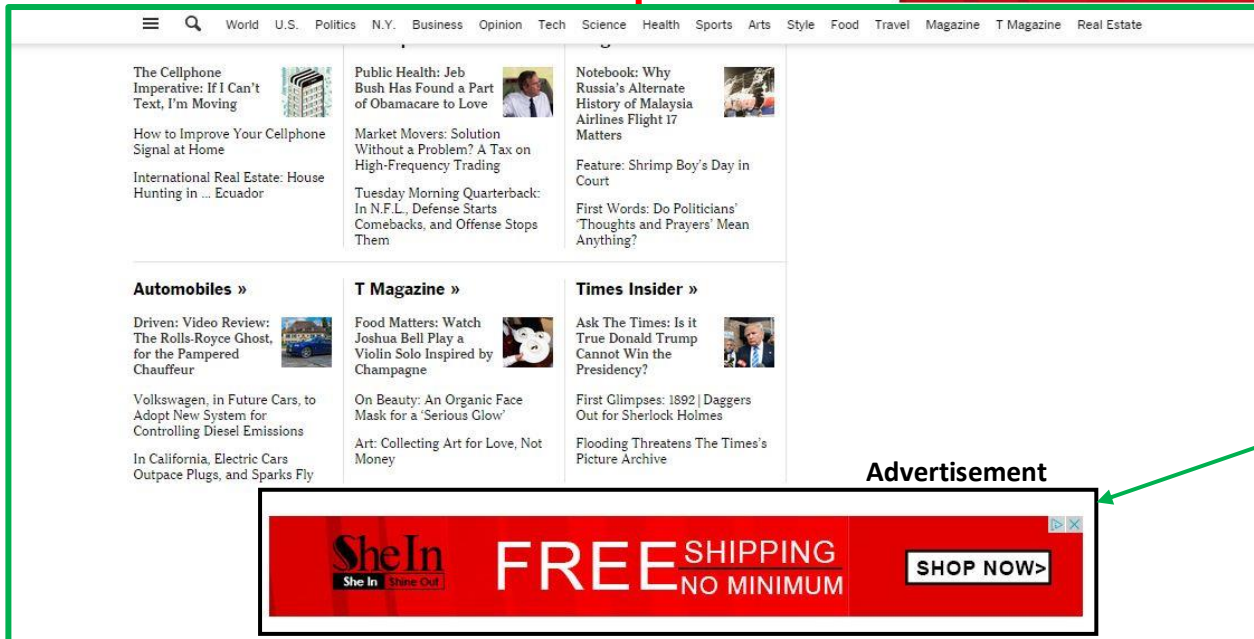 World U.S. Politics N.Y. Business Opinion Tech Science Health Sports Arts Style Food Travel Magazine T Magazine Real Estate
The Cellphone
Imperative: If I Can't
Text, I'm Moving
How to Improve Your Cellphone
Signal at Home
International Real Estate: House
Hunting in ... Ecuador
Public Health: Jeb
Bush Has Found a Part
of Obamacare to Love
Market Movers: Solution
Without a Problem? A Tax on
High-Frequency Trading
Tuesday Morning Quarterback:
In N.F.L., Defense Starts
Comebacks, and Offense Stops
Them
Notebook: Why
Russia's Alternate
History of Malaysia
Airlines Flight 17
Matters
Feature: Shrimp Boy's Day in
Court
First Words: Do Politicians'
'Thoughts and Prayers' Mean
Anything?
Automobiles »
Driven: Video Review:
The Rolls-Royce Ghost,
for the Pampered
Chauffeur
Volkswagen, in Future Cars, to
Adopt New System for
Controlling Diesel Emissions
In California, Electric Cars
Outpace Plugs, and Sparks Fly
T Magazine »
Food Matters: Watch
Joshua Bell Play a
Violin Solo Inspired by
Champagne
On Beauty: An Organic Face
Mask for a 'Serious Glow'
Art: Collecting Art for Love, Not
Money
Times Insider »
Ask The Times: Is it
True Donald Trump
Cannot Win the
Presidency?
First Glimpses: 1892 | Daggers
Out for Sherlock Holmes
Flooding Threatens The Times's
Picture Archive
Advertisement
SheIn
She In Shine Out
FREE SHIPPING
NO MINIMUM
SHOP NOW>